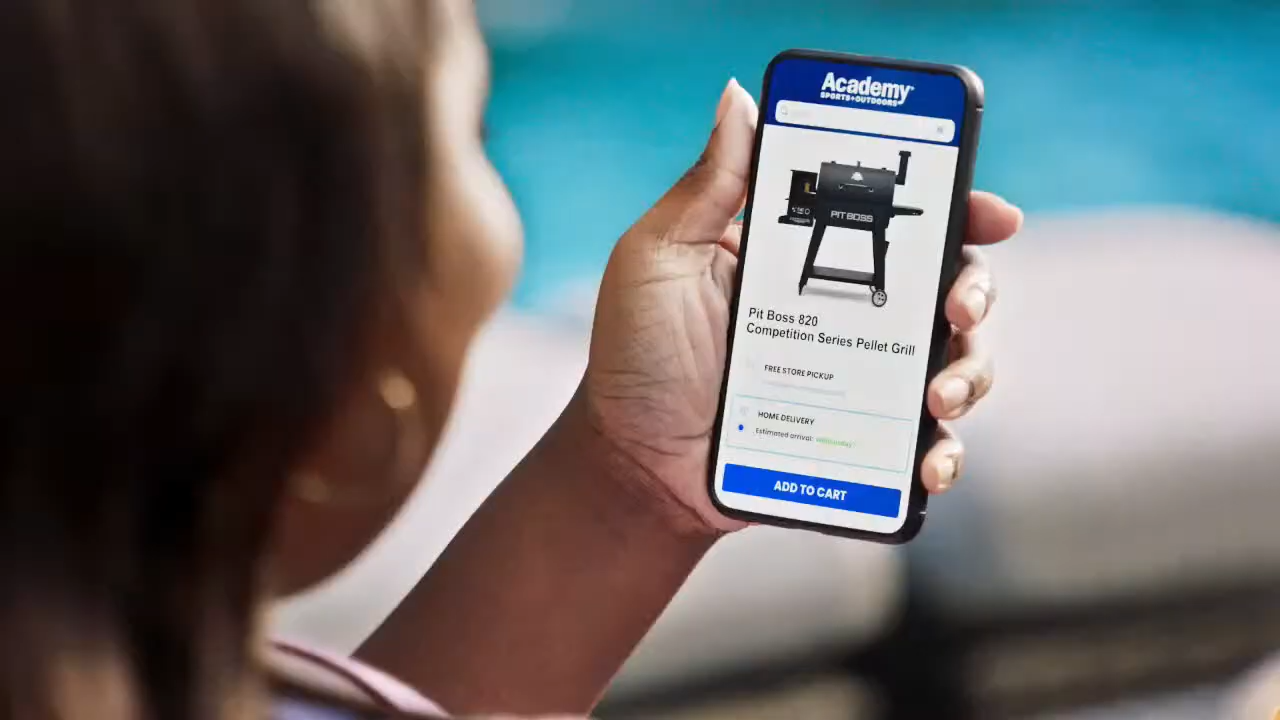 Academy
SPORTS+OUTDOORS
PIT BOSS
Pit Boss 820
Competition Series Pellet Grill
FREE STORE PICKUP
HOME DELIVERY
Estimated arrival: Wednesday
ADD TO CART